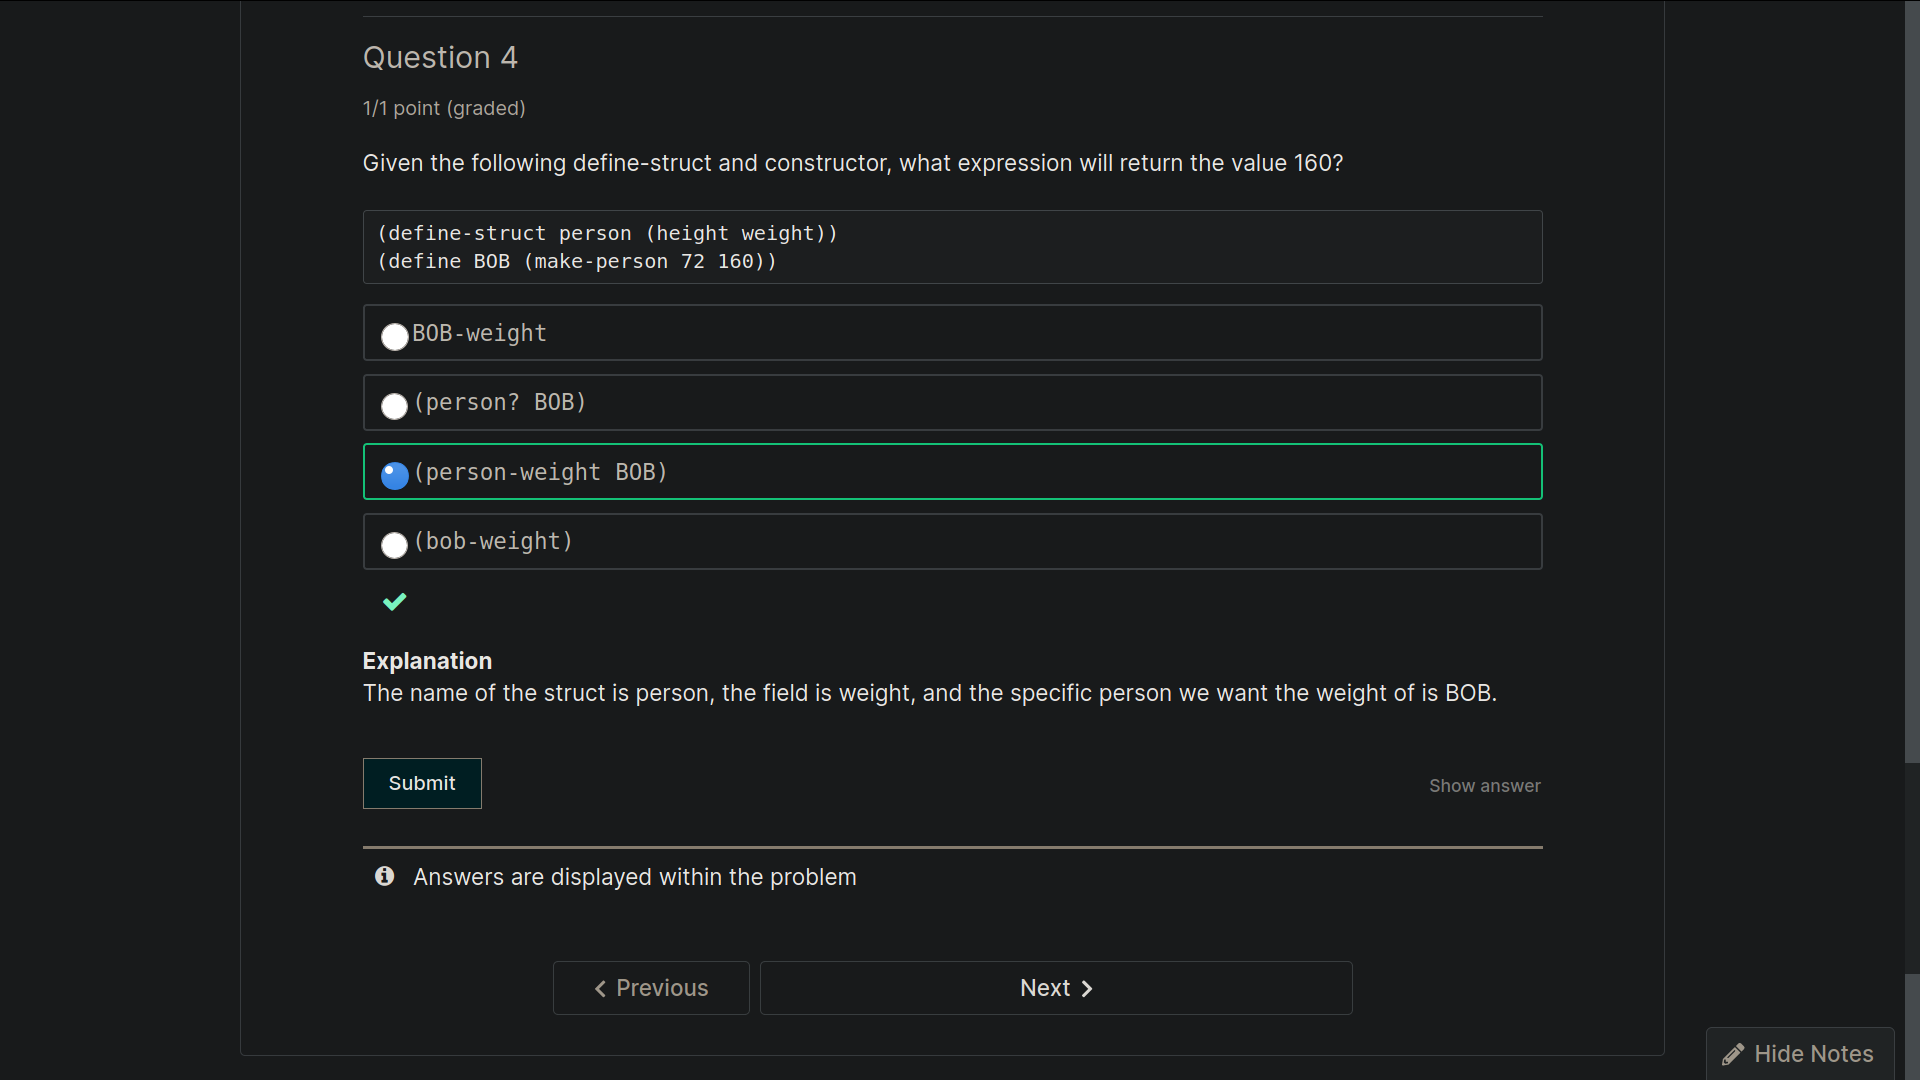 Question 4
1/1 point (graded)
Given the following define-struct and constructor, what expression will return the value 160?
(define-struct person (height weight))
(define BOB (make-person 72 160))
BOB-weight
(person? BOB)
(person-weight BOB)
(bob-weight)
Explanation
The name of the struct is person, the field is weight, and the specific person we want the weight of is BOB.
Submit
Show answer
Answers are displayed within the problem
Previous
Next
Hide Notes